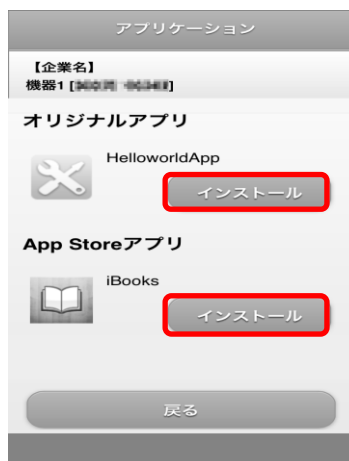 アプリケーション
【企業名】
機器1 [
オリジナルアプリ
HelloworldApp
インストール
App Storeアプリ
iBooks
インストール
戻る